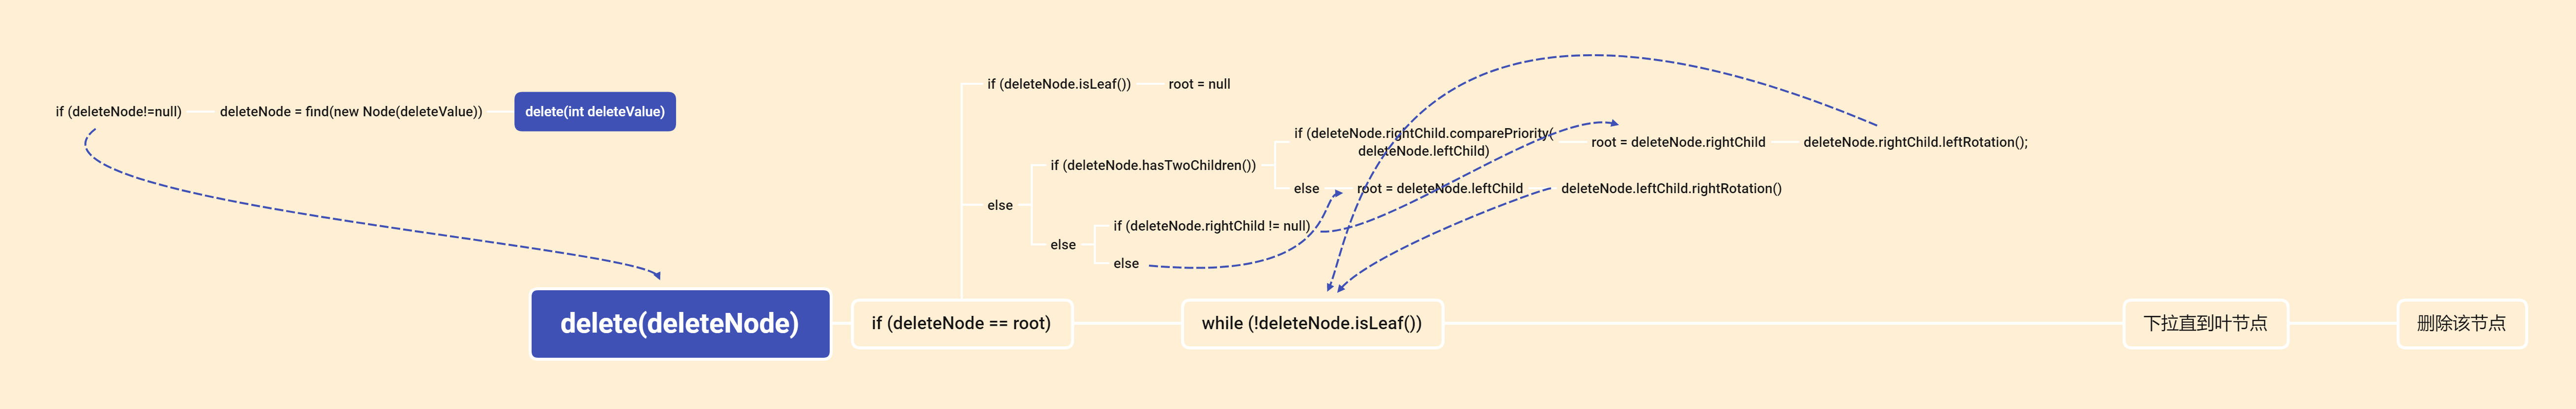 if (deleteNode!=null)
deleteNode = find(new Node(deleteValue))
delete(int deleteValue)
if (deleteNode.isLeaf())
root = null
if (deleteNode.rightChild.comparePriority(
deleteNode.leftChild)
root = deleteNode.rightChild
deleteNode.rightChild.leftRotation();
if (deleteNode.hasTwoChildren())
else
root = deleteNode.leftChild
deleteNode.leftChild.rightRotation()
else
if (deleteNode.rightChild != null)
else
else
delete(deleteNode)
if (deleteNode == root)
while (!deleteNode.isLeaf())
下拉直到叶节点
删除该节点